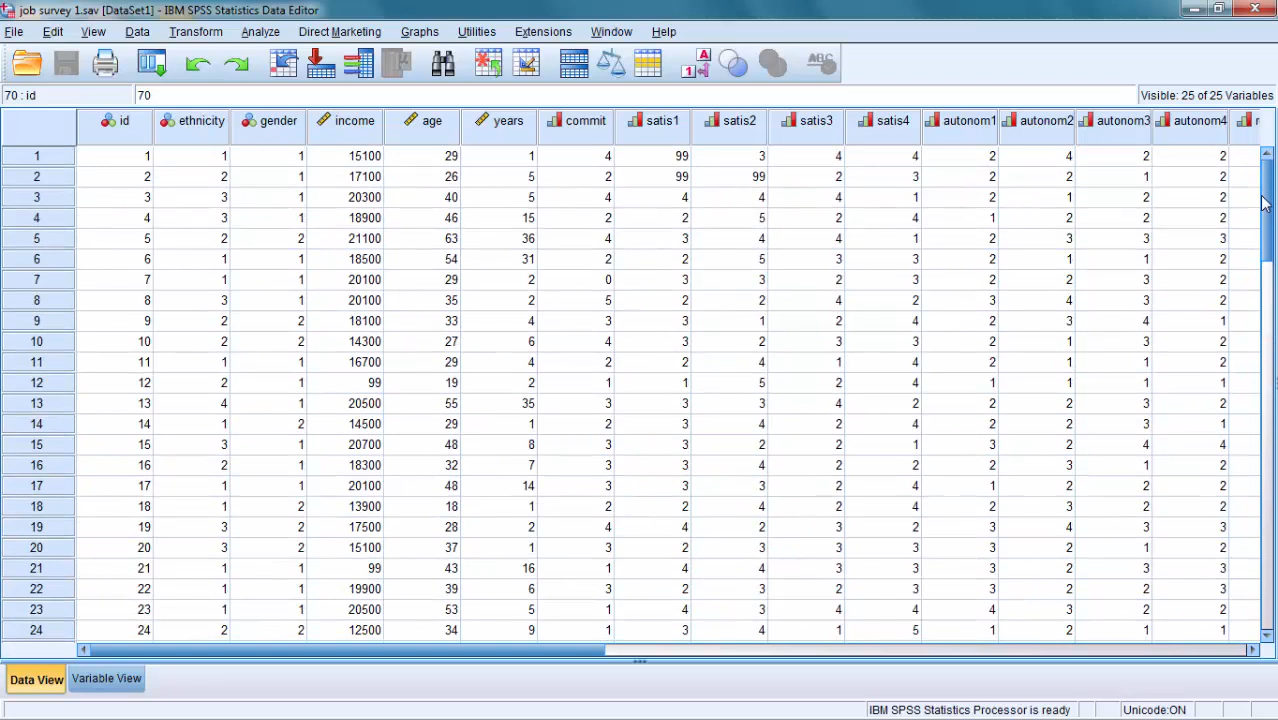 job survey 1.sav [DataSet1] - IBM SPSS Statistics Data Editor
File Edit View Data Transform Analyze Direct Marketing Graphs Utilities Extensions Window Help
A 1 ABC
70 : id 70 Visible: 25 of 25 Variables
id ethnicity gender income age years commit satis1 satis2 satis3 satis4 autonom1 autonom2 autonom3 autonom4 r
1 1 1 1 15100 29 1 4 99 3 4 4 2 4 2 2
2 2 2 1 17100 26 5 2 99 99 2 3 2 2 1 2
3 3 3 1 20300 40 5 4 4 4 4 1 2 1 2 2
4 4 3 1 18900 46 15 2 2 5 2 4 1 2 2 2
5 5 2 2 21100 63 36 4 3 4 4 1 2 3 3 3
6 6 1 1 18500 54 31 2 2 5 3 3 2 1 1 2
7 7 1 1 20100 29 2 0 3 3 2 3 2 3 2 3
8 8 3 1 20100 35 2 5 2 2 4 2 3 4 3 2
9 9 2 2 18100 33 4 3 3 1 2 4 2 3 4 1
10 10 2 2 14300 27 6 4 3 2 3 3 2 1 3 2
11 11 1 1 16700 29 4 2 2 4 1 4 2 1 1 2
12 12 2 1 99 19 2 1 1 5 2 4 1 1 1 1
13 13 4 1 20500 55 35 3 3 3 4 2 2 2 3 2
14 14 1 2 14500 29 1 2 3 4 2 4 2 2 3 1
15 15 3 1 20700 48 8 3 3 2 2 1 3 2 4 4
16 16 2 1 18300 32 7 3 3 4 2 2 2 3 1 2
17 17 1 1 20100 48 14 3 3 3 2 4 1 2 2 2
18 18 1 2 13900 18 1 2 2 4 2 4 2 2 3 2
19 19 3 1 17500 28 2 4 4 2 3 2 3 4 3 3
20 20 3 2 15100 37 1 3 2 3 3 3 3 2 1 2
21 21 1 1 99 43 16 1 4 4 3 3 3 2 3 3
22 22 1 1 19900 39 6 3 2 3 2 3 3 2 2 3
23 23 1 1 20500 53 5 1 4 3 4 4 4 3 2 2
24 24 2 2 12500 34 9 1 3 4 1 5 1 2 1 1
Data View Variable View
IBM SPSS Statistics Processor is ready Unicode:ON